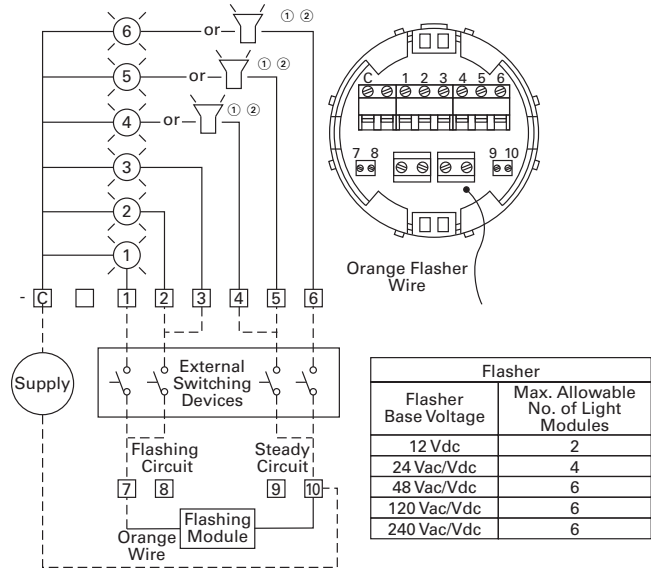 6
or
① ②
5
or
① ②
4
or
① ②
3
2
1
- C 1 2 3 4 5 6
Supply
External
Switching
Devices
Flashing
Circuit
Steady
Circuit
7 8 9 10
Orange
Wire
Flashing
Module
C 1 2 3 4 5 6
7 8 9 10
Orange Flasher
Wire
Flasher
Flasher
Base Voltage
Max. Allowable
No. of Light
Modules
12 Vdc 2
24 Vac/Vdc 4
48 Vac/Vdc 6
120 Vac/Vdc 6
240 Vac/Vdc 6